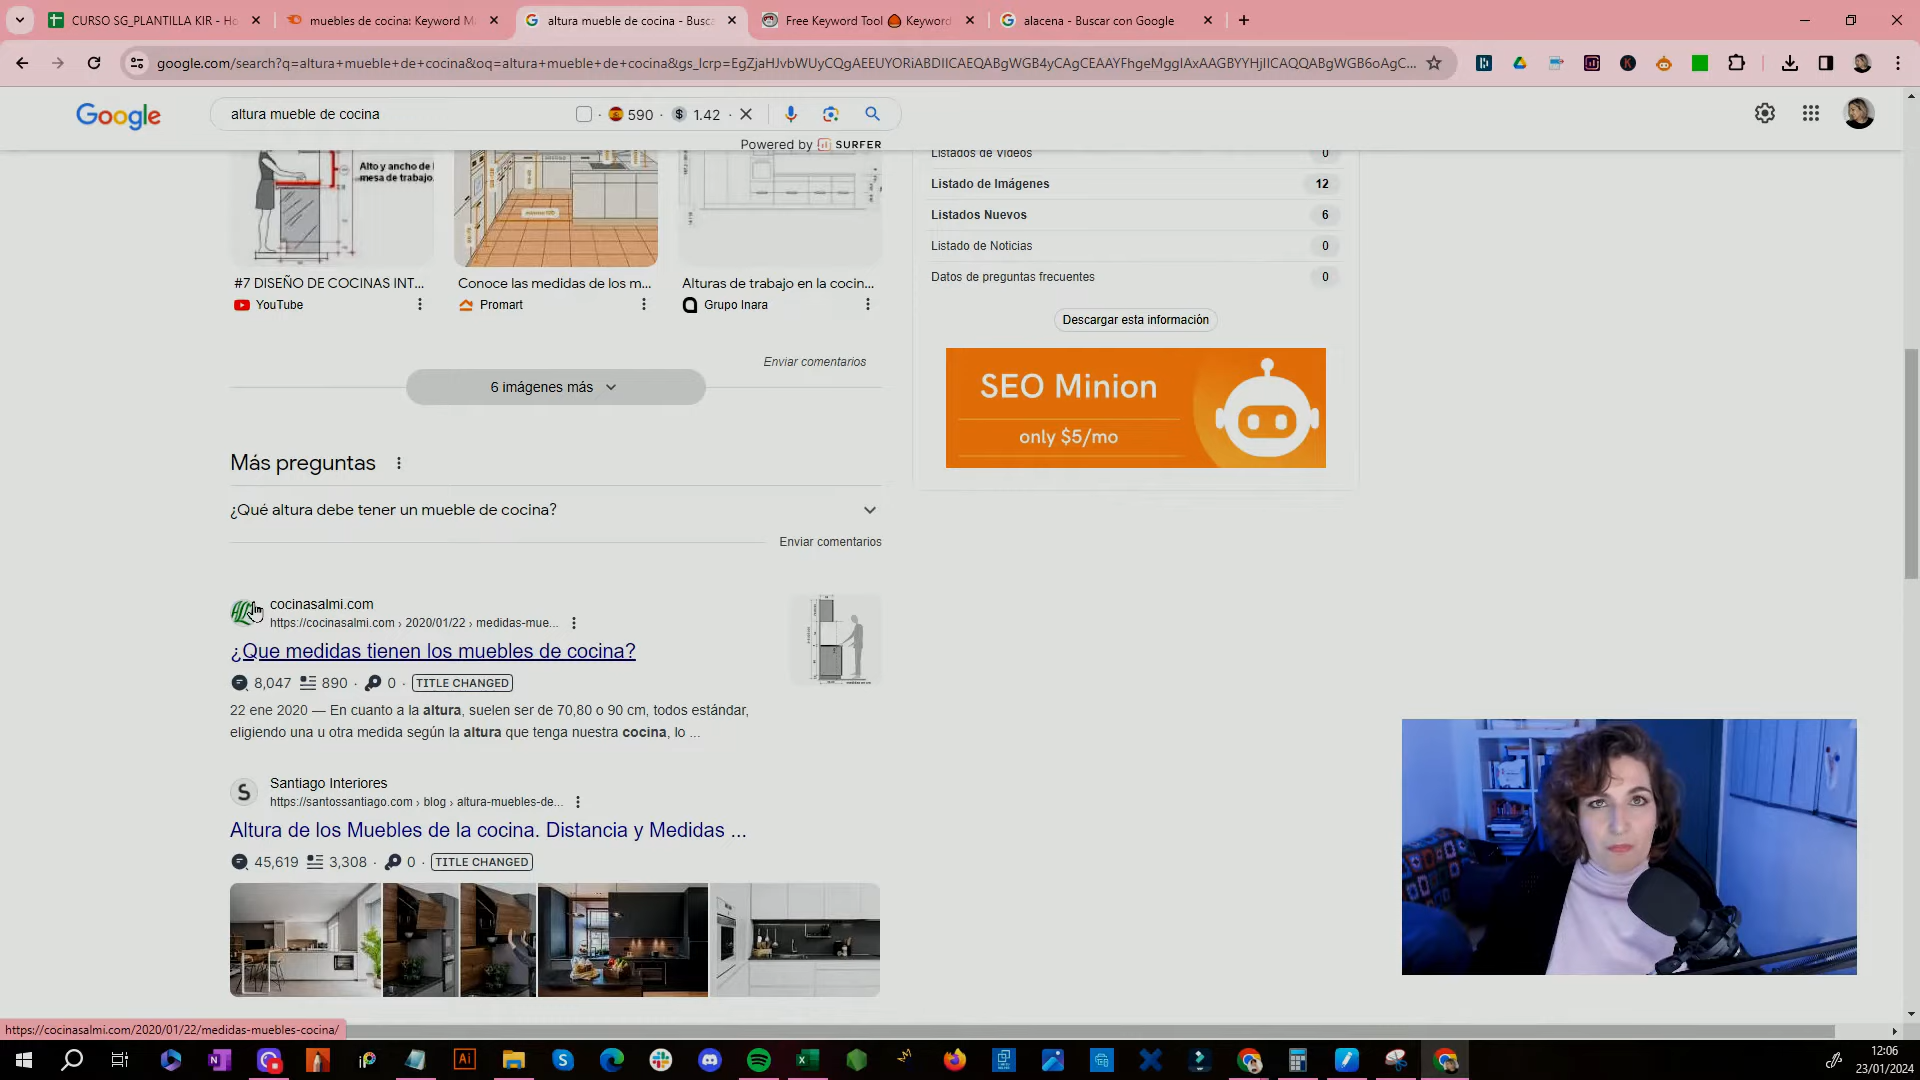 CURSO SG_PLANTILLA KIR - Ho
muebles de cocina: Keyword M
altura mueble de cocina - Busca
Free Keyword Tool
Keyword
alacena - Buscar con Google
google.com/search?q=altura+mueble+de+cocina&oq=altura+mueble+de+cocina&gs_lcrp=EgZjaHJvbWUyCQgAEEUYORiABDIICAEQABgWGB4yCAgCEAAYFhgeMggIAxAAGBYYHjIICAQQABgWGB6oAgC...
Google
altura mueble de cocina
590
1.42
Powered by SURFER
Alto y ancho de l
mesa de trabajo.
#7 DISEÑO DE COCINAS INT...
YouTube
Conoce las medidas de los m...
Promart
Alturas de trabajo en la cocin...
Grupo Inara
Enviar comentarios
6 imágenes más
Más preguntas
¿Qué altura debe tener un mueble de cocina?
Enviar comentarios
cocinasalmi.com
https://cocinasalmi.com › 2020/01/22 › medidas-mue...
¿Que medidas tienen los muebles de cocina?
8,047 890 · 0 · TITLE CHANGED
22 ene 2020 — En cuanto a la altura, suelen ser de 70,80 o 90 cm, todos estándar,
eligiendo una u otra medida según la altura que tenga nuestra cocina, lo ...
S
Santiago Interiores
https://santossantiago.com › blog › altura-muebles-de...
Altura de los Muebles de la cocina. Distancia y Medidas ...
45,619 3,308 · 0 · TITLE CHANGED
Listados de Vídeos 0
Listado de Imágenes 12
Listados Nuevos 6
Listado de Noticias 0
Datos de preguntas frecuentes 0
Descargar esta información
SEO Minion
only $5/mo
https://cocinasalmi.com/2020/01/22/medidas-muebles-cocina/
12:06
23/01/2024